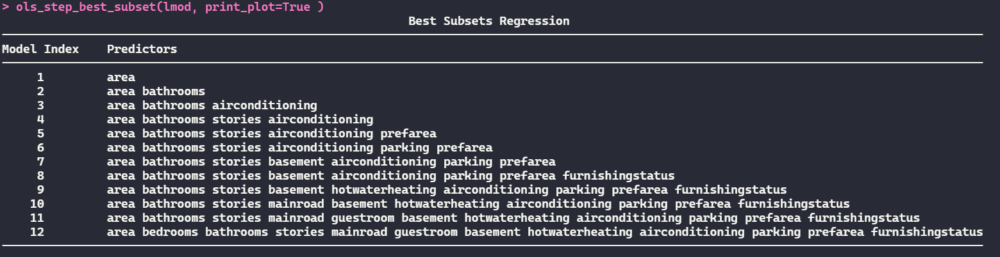 > ols_step_best_subset(lmod, print_plot=True )
Best Subsets Regression
Model Index    Predictors
1    area
2    area bathrooms
3    area bathrooms airconditioning
4    area bathrooms stories airconditioning
5    area bathrooms stories airconditioning prefarea
6    area bathrooms stories airconditioning parking prefarea
7    area bathrooms stories basement airconditioning parking prefarea
8    area bathrooms stories basement airconditioning parking prefarea furnishingstatus
9    area bathrooms stories basement hotwaterheating airconditioning parking prefarea furnishingstatus
10    area bathrooms stories mainroad basement hotwaterheating airconditioning parking prefarea furnishingstatus
11    area bathrooms stories mainroad guestroom basement hotwaterheating airconditioning parking prefarea furnishingstatus
12    area bedrooms bathrooms stories mainroad guestroom basement hotwaterheating airconditioning parking prefarea furnishingstatus